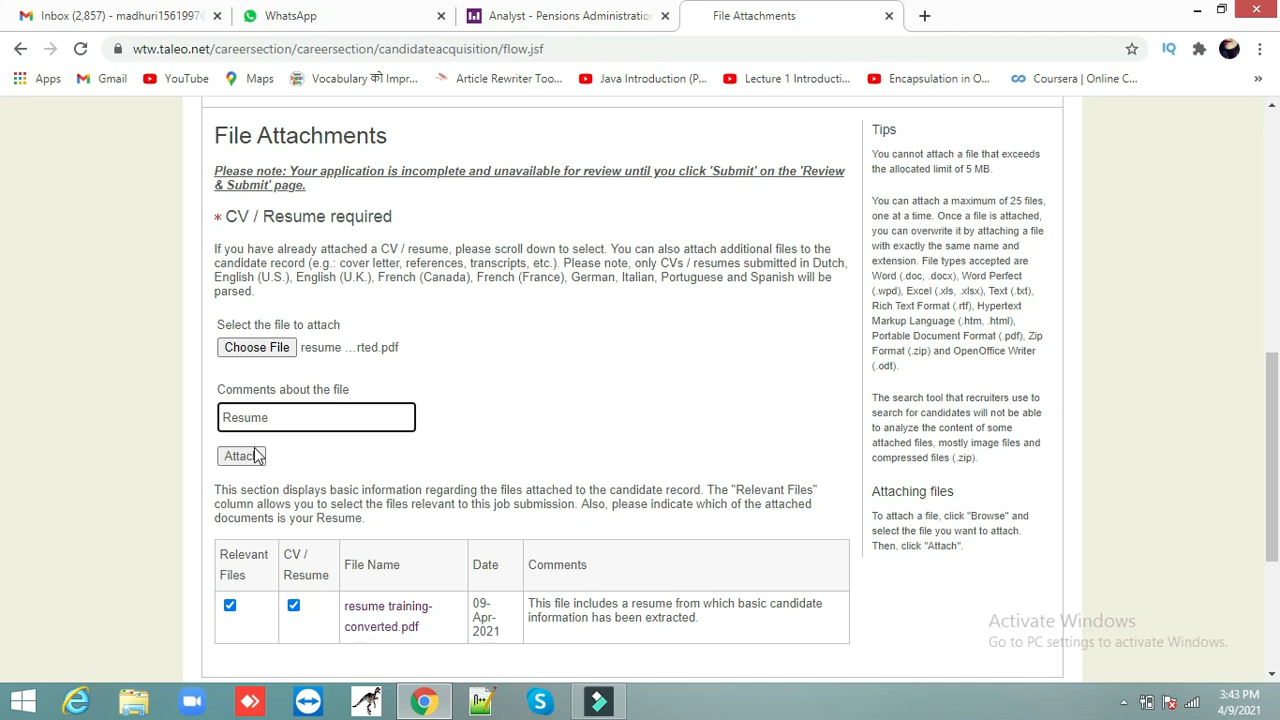 Inbox (2,857) - madhuri1561997@
WhatsApp
Analyst - Pensions Administration
File Attachments
wtw.taleo.net/careersection/careersection/candidateacquisition/flow.jsf
Apps
Gmail
YouTube
Maps
Vocabulary को Impr...
Article Rewriter Too...
Java Introduction (P...
Lecture 1 Introducti...
Encapsulation in O...
Coursera | Online C...
»
File Attachments
Please note: Your application is incomplete and unavailable for review until you click 'Submit' on the 'Review
& Submit' page.
* CV / Resume required
If you have already attached a CV / resume, please scroll down to select. You can also attach additional files to the
candidate record (e.g.: cover letter, references, transcripts, etc.). Please note, only CVs / resumes submitted in Dutch,
English (U.S.), English (U.K.), French (Canada), French (France), German, Italian, Portuguese and Spanish will be
parsed.
Select the file to attach
Choose File resume ...rted.pdf
Comments about the file
Resume
Attach
This section displays basic information regarding the files attached to the candidate record. The "Relevant Files"
column allows you to select the files relevant to this job submission. Also, please indicate which of the attached
documents is your Resume.
Relevant
Files
CV /
Resume
File Name
Date
Comments
resume training-
converted.pdf
09-
Apr-
2021
This file includes a resume from which basic candidate
information has been extracted.
Tips
You cannot attach a file that exceeds
the allocated limit of 5 MB.
You can attach a maximum of 25 files,
one at a time. Once a file is attached,
you can overwrite it by attaching a file
with exactly the same name and
extension. File types accepted are
Word (.doc, .docx), Word Perfect
(.wpd), Excel (.xls, .xlsx), Text (.txt),
Rich Text Format (.rtf), Hypertext
Markup Language (.htm, .html),
Portable Document Format (.pdf), Zip
Format (.zip) and OpenOffice Writer
(.odt).
The search tool that recruiters use to
search for candidates will not be able
to analyze the content of some
attached files, mostly image files and
compressed files (.zip).
Attaching files
To attach a file, click "Browse" and
select the file you want to attach.
Then, click "Attach".
Activate Windows
Go to PC settings to activate Windows.
3:43 PM
4/9/2021